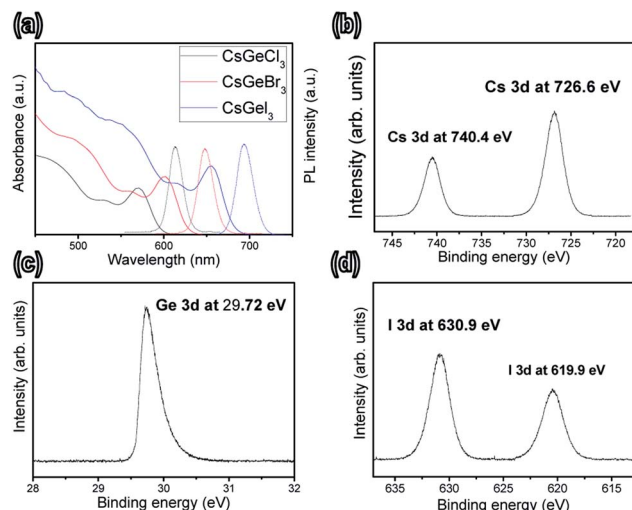 (a)
CsGeCl3
CsGeBr3
CsGeI3
Absorbance (a.u.)
PL intensity (a.u.)
500 600 700
Wavelength (nm)
(b)
Cs 3d at 726.6 eV
Cs 3d at 740.4 eV
Intensity (arb. units)
745 740 735 730 725 720
Binding energy (eV)
(c)
Ge 3d at 29.72 eV
Intensity (arb. units)
28 29 30 31 32
Binding energy (eV)
(d)
I 3d at 630.9 eV
I 3d at 619.9 eV
Intensity (arb. units)
635 630 625 620 615
Binding energy (eV)